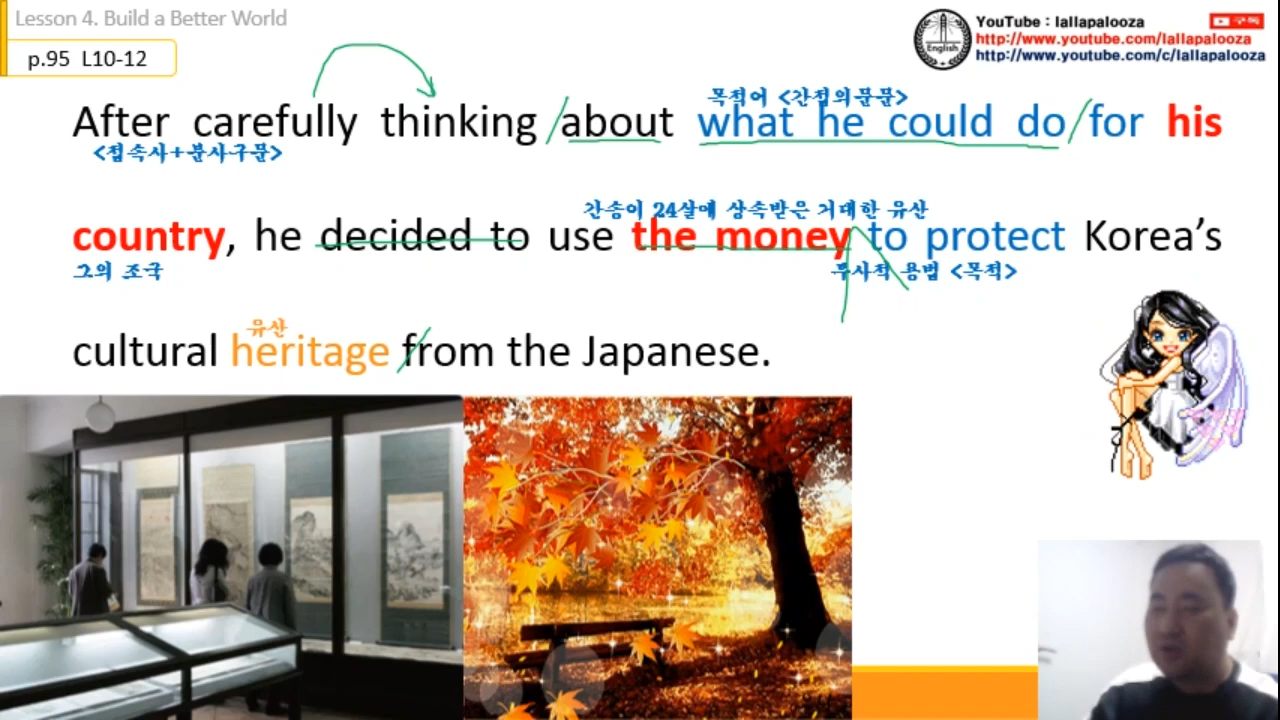 Lesson 4. Build a Better World
p.95 L10-12
English
YouTube : lallapalooza
구독
http://www.youtube.com/lallapalooza
http://www.youtube.com/c/lallapalooza
목적어 <간접의문문>
After carefully thinking about what he could do for his
<접속사+분사구문>
간송이 24살에 상속받은 거대한 유산
country, he decided to use the money to protect Korea’s
그의 조국
부사적 용법 <목적>
유산
cultural heritage from the Japanese.